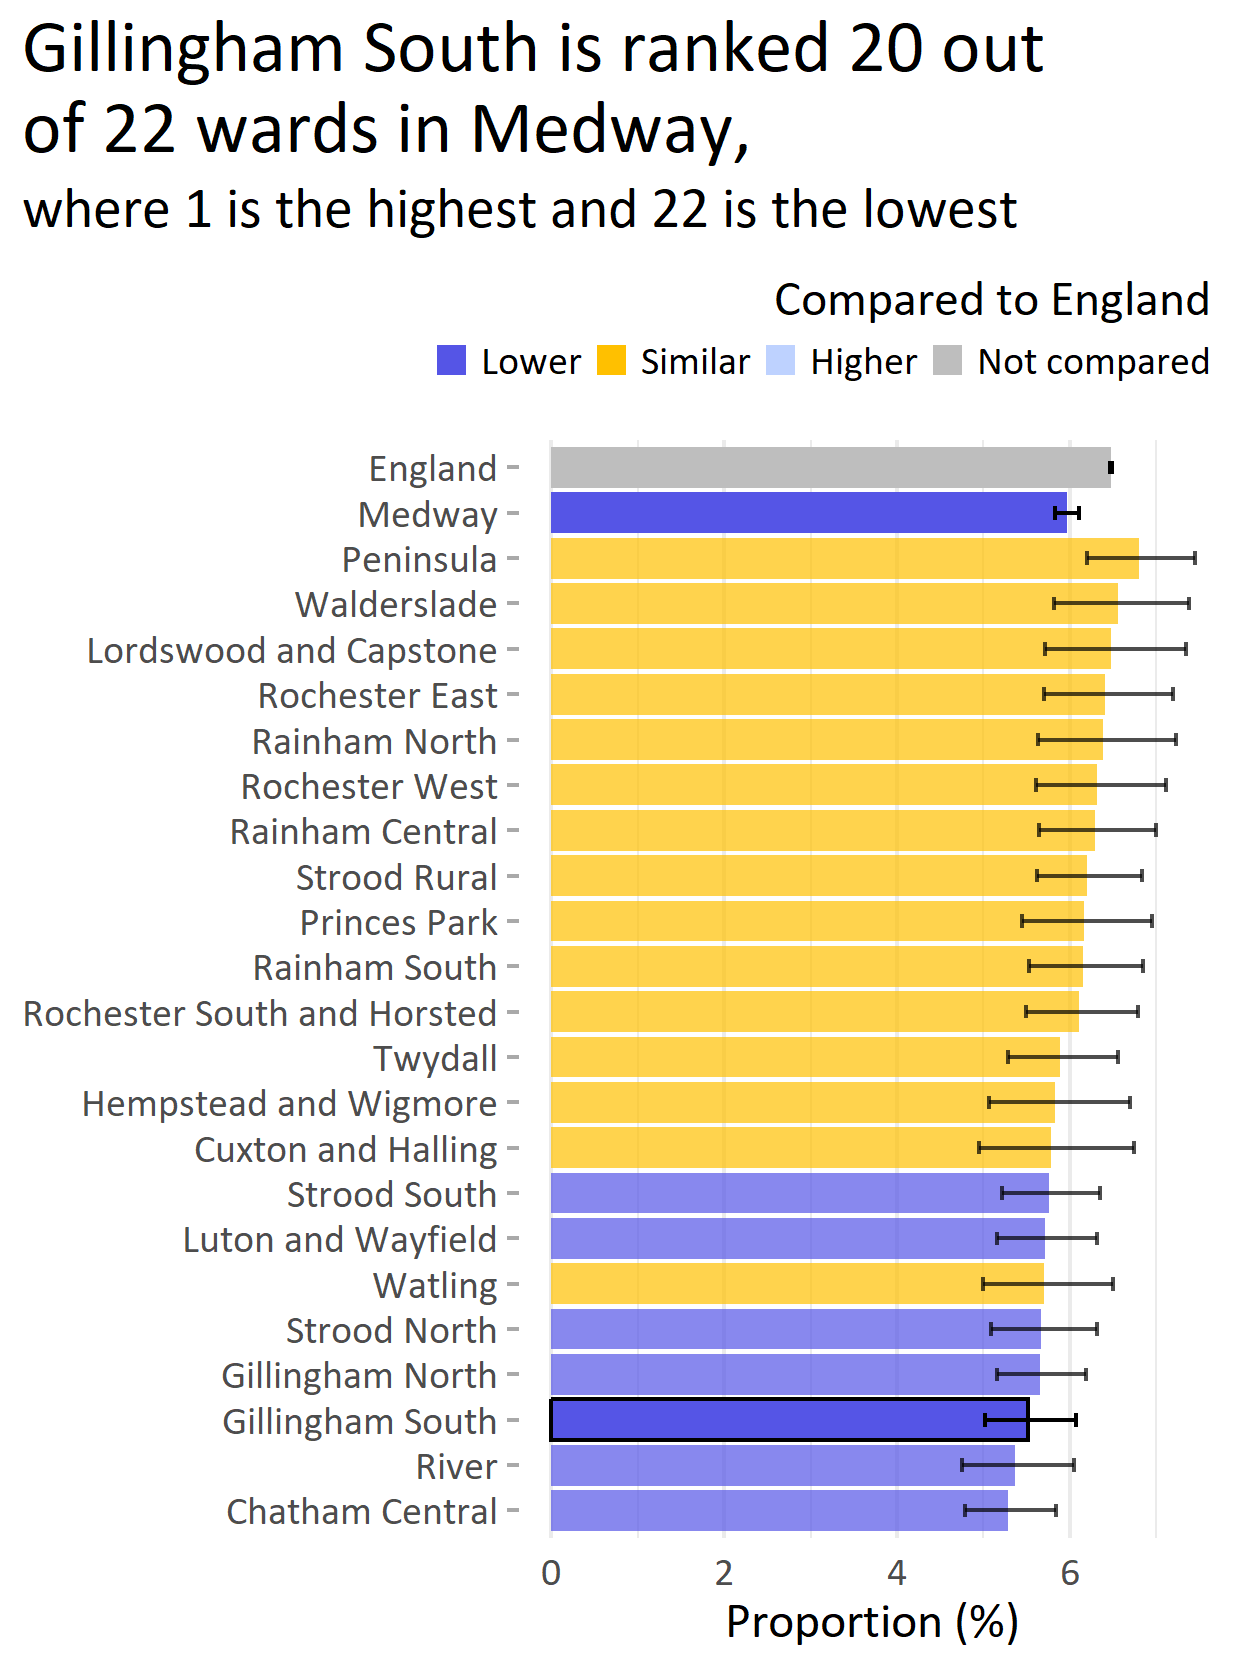 Gillingham South is ranked 20 out
of 22 wards in Medway,
where 1 is the highest and 22 is the lowest
Compared to England
Lower Similar Higher Not compared
England
Medway
Peninsula
Walderslade
Lordswood and Capstone
Rochester East
Rainham North
Rochester West
Rainham Central
Strood Rural
Princes Park
Rainham South
Rochester South and Horsted
Twydall
Hempstead and Wigmore
Cuxton and Halling
Strood South
Luton and Wayfield
Watling
Strood North
Gillingham North
Gillingham South
River
Chatham Central
0 2 4 6
Proportion (%)